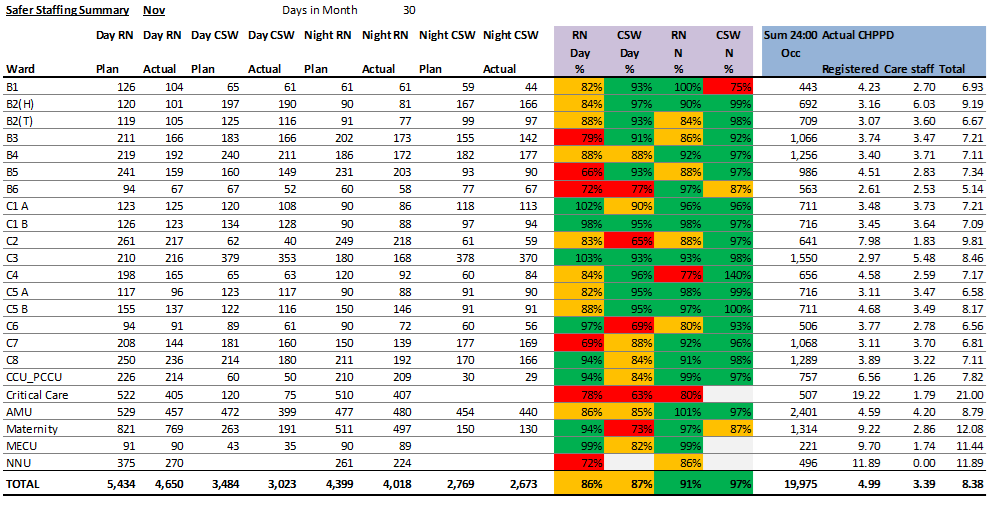 Safer Staffing Summary Nov Days in Month 30
Day RN Day RN Day CSW Day CSW Night RN Night RN Night CSW Night CSW RN CSW RN CSW Sum 24:00 Actual CHPPD
Day Day N N Occ
Ward Plan Actual Plan Actual Plan Actual Plan Actual % % % % Registered Care staff Total
B1 126 104 65 61 61 61 59 44 82% 93% 100% 75% 443 4.23 2.70 6.93
B2(H) 120 101 197 190 90 81 167 166 84% 97% 90% 99% 692 3.16 6.03 9.19
B2(T) 119 105 125 116 91 77 99 97 88% 93% 84% 98% 709 3.07 3.60 6.67
B3 211 166 183 166 202 173 155 142 79% 91% 86% 92% 1,066 3.74 3.47 7.21
B4 219 192 240 211 186 172 182 177 88% 88% 92% 97% 1,256 3.40 3.71 7.11
B5 241 159 160 149 231 203 93 90 66% 93% 88% 97% 986 4.51 2.83 7.34
B6 94 67 67 52 60 58 77 67 72% 77% 97% 87% 563 2.61 2.53 5.14
C1 A 123 125 120 108 90 86 118 113 102% 90% 96% 96% 711 3.48 3.73 7.21
C1 B 126 123 134 128 90 88 97 94 98% 95% 98% 97% 716 3.45 3.64 7.09
C2 261 217 62 40 249 218 61 59 83% 65% 88% 97% 641 7.98 1.83 9.81
C3 210 216 379 353 180 168 378 370 103% 93% 93% 98% 1,550 2.97 5.48 8.46
C4 198 165 65 63 120 92 60 84 84% 96% 77% 140% 656 4.58 2.59 7.17
C5 A 117 96 123 117 90 88 91 90 82% 95% 98% 99% 716 3.11 3.47 6.58
C5 B 155 137 122 116 150 146 91 91 88% 95% 97% 100% 711 4.68 3.49 8.17
C6 94 91 89 61 90 72 60 56 97% 69% 80% 93% 506 3.77 2.78 6.56
C7 208 144 181 160 150 139 177 169 69% 88% 92% 96% 1,068 3.11 3.70 6.81
C8 250 236 214 180 211 192 170 166 94% 84% 91% 98% 1,289 3.89 3.22 7.11
CCU_PCCU 226 214 60 50 210 209 30 29 94% 84% 99% 97% 757 6.56 1.26 7.82
Critical Care 522 405 120 75 510 407 78% 63% 80% 507 19.22 1.79 21.00
AMU 529 457 472 399 477 480 454 440 86% 85% 101% 97% 2,401 4.59 4.20 8.79
Maternity 821 769 263 191 511 497 150 130 94% 73% 97% 87% 1,314 9.22 2.86 12.08
MECU 91 90 43 35 90 89 99% 82% 99% 221 9.70 1.74 11.44
NNU 375 270 261 224 72% 86% 496 11.89 0.00 11.89
TOTAL 5,434 4,650 3,484 3,023 4,399 4,018 2,769 2,673 86% 87% 91% 97% 19,975 4.99 3.39 8.38